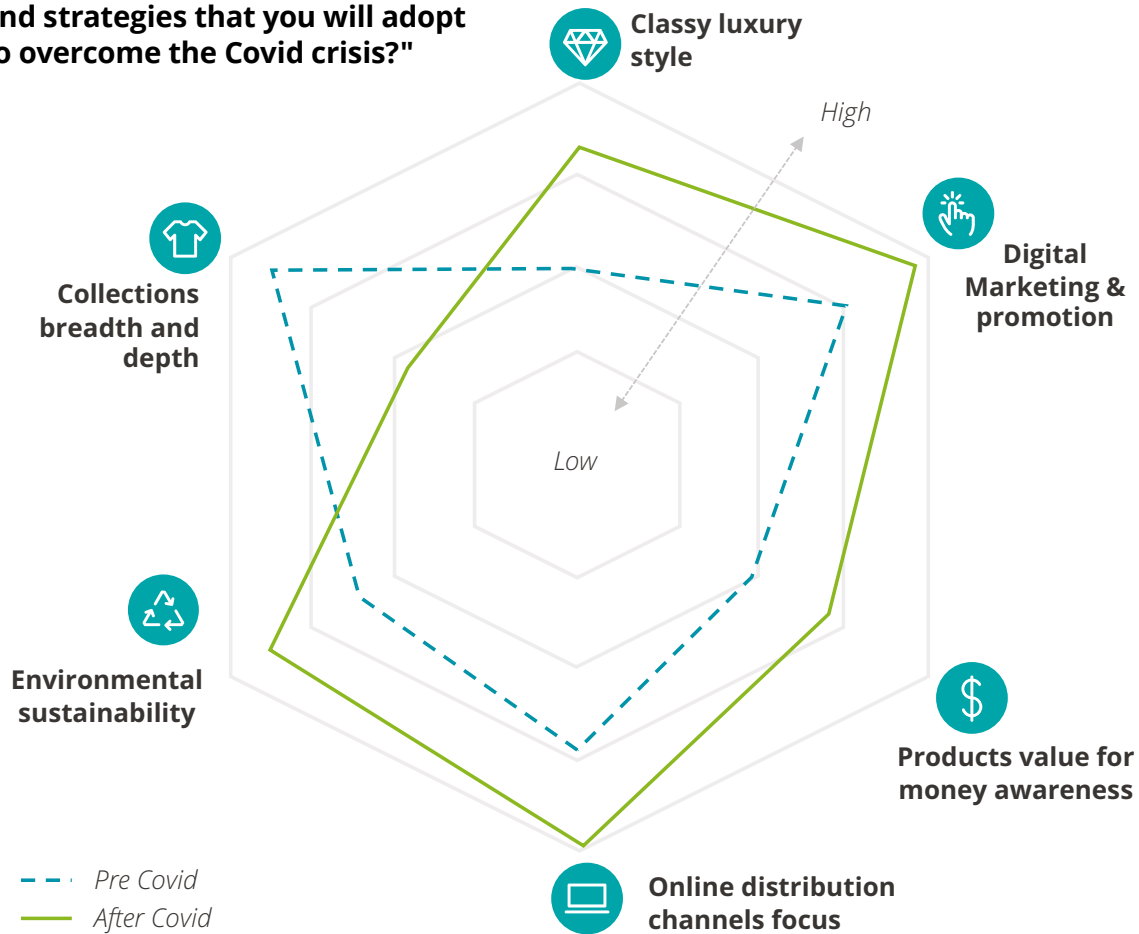 nd strategies that you will adopt
o overcome the Covid crisis?"
Classy luxury
style
High
Digital
Marketing &
promotion
Collections
breadth and
depth
Low
Environmental
sustainability
$
Products value for
money awareness
Online distribution
channels focus
Pre Covid
After Covid